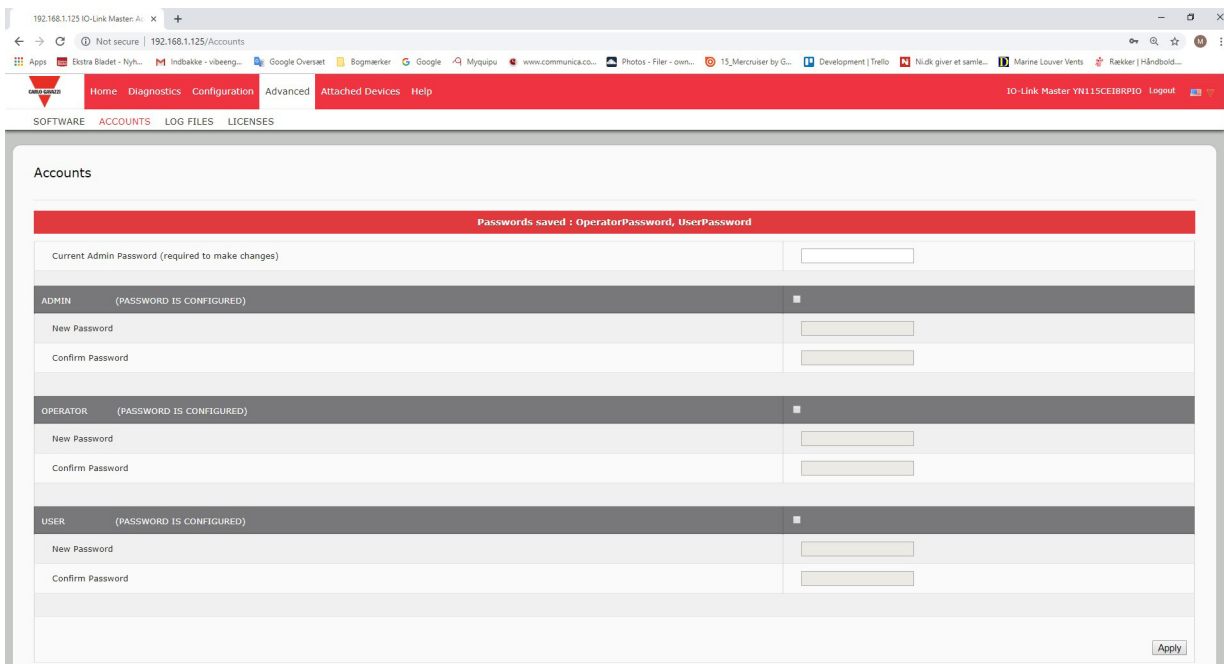 192.168.1.125 IO-Link Master: Ac
Not secure | 192.168.1.125/Accounts
M
Apps Ekstra Bladet - Nyh... Indbakke - vibeeng... Google Oversæt Bogmærker Google Myquipu www.communica.co... Photos - Filer - own... 15_Mercruiser by G... Development | Trello Ni.dk giver et samle... Marine Louver Vents Rækker | Håndbold....
CARLO GAVAZZI Home Diagnostics Configuration Advanced Attached Devices Help IO-Link Master YN115CEI8RPIO Logout
SOFTWARE ACCOUNTS LOG FILES LICENSES
Accounts
Passwords saved : OperatorPassword, UserPassword
Current Admin Password (required to make changes)
ADMIN (PASSWORD IS CONFIGURED)
New Password
Confirm Password
OPERATOR (PASSWORD IS CONFIGURED)
New Password
Confirm Password
USER (PASSWORD IS CONFIGURED)
New Password
Confirm Password
Apply